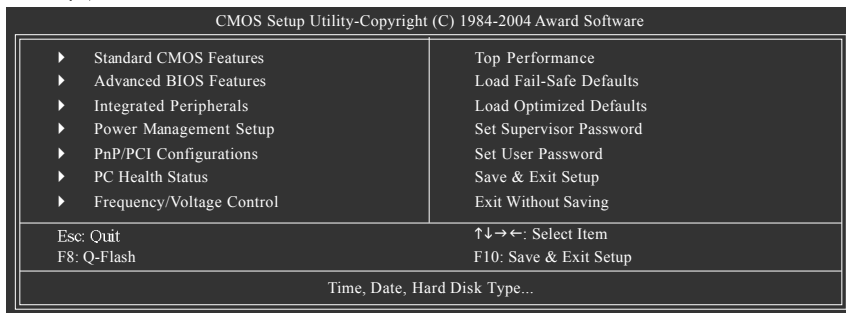 CMOS Setup Utility-Copyright (C) 1984-2004 Award Software
Standard CMOS Features
Advanced BIOS Features
Integrated Peripherals
Power Management Setup
PnP/PCI Configurations
PC Health Status
Frequency/Voltage Control
Top Performance
Load Fail-Safe Defaults
Load Optimized Defaults
Set Supervisor Password
Set User Password
Save & Exit Setup
Exit Without Saving
Esc: Quit
F8: Q-Flash
↑↓→←: Select Item
F10: Save & Exit Setup
Time, Date, Hard Disk Type...